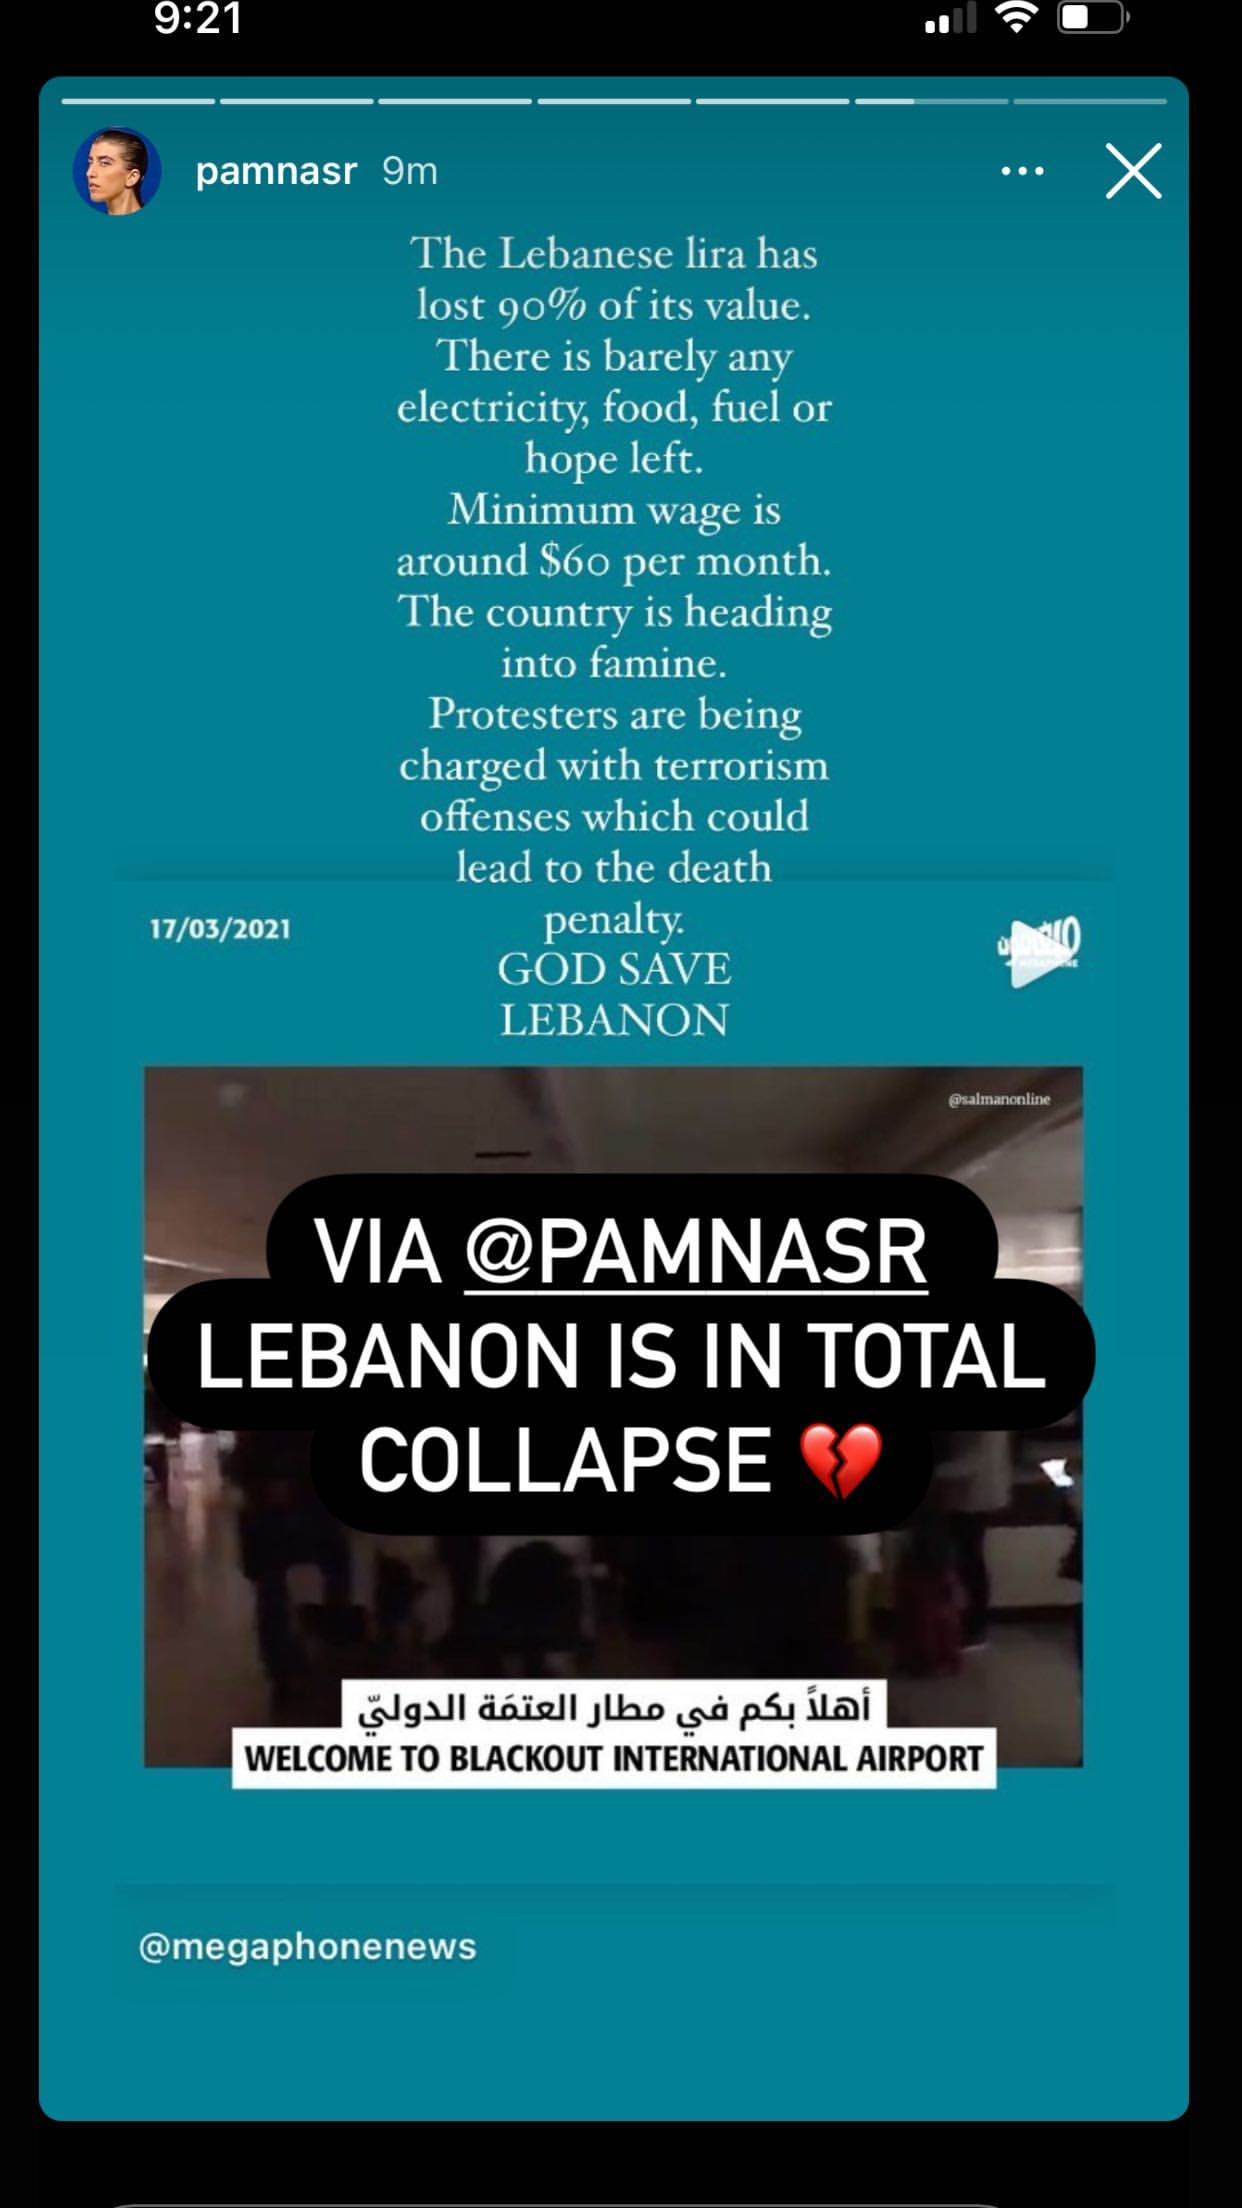 9:21
pamnasr 9m
The Lebanese lira has
lost 90% of its value.
There is barely any
electricity, food, fuel or
hope left.
Minimum wage is
around $60 per month.
The country is heading
into famine.
Protesters are being
charged with terrorism
offenses which could
lead to the death
penalty.
17/03/2021
GOD SAVE
LEBANON
@salmanonline
VIA @PAMNASR
LEBANON IS IN TOTAL
COLLAPSE 💔
أهلاً بكم في مطار العتمَة الدوليّ
WELCOME TO BLACKOUT INTERNATIONAL AIRPORT
@megaphonenews